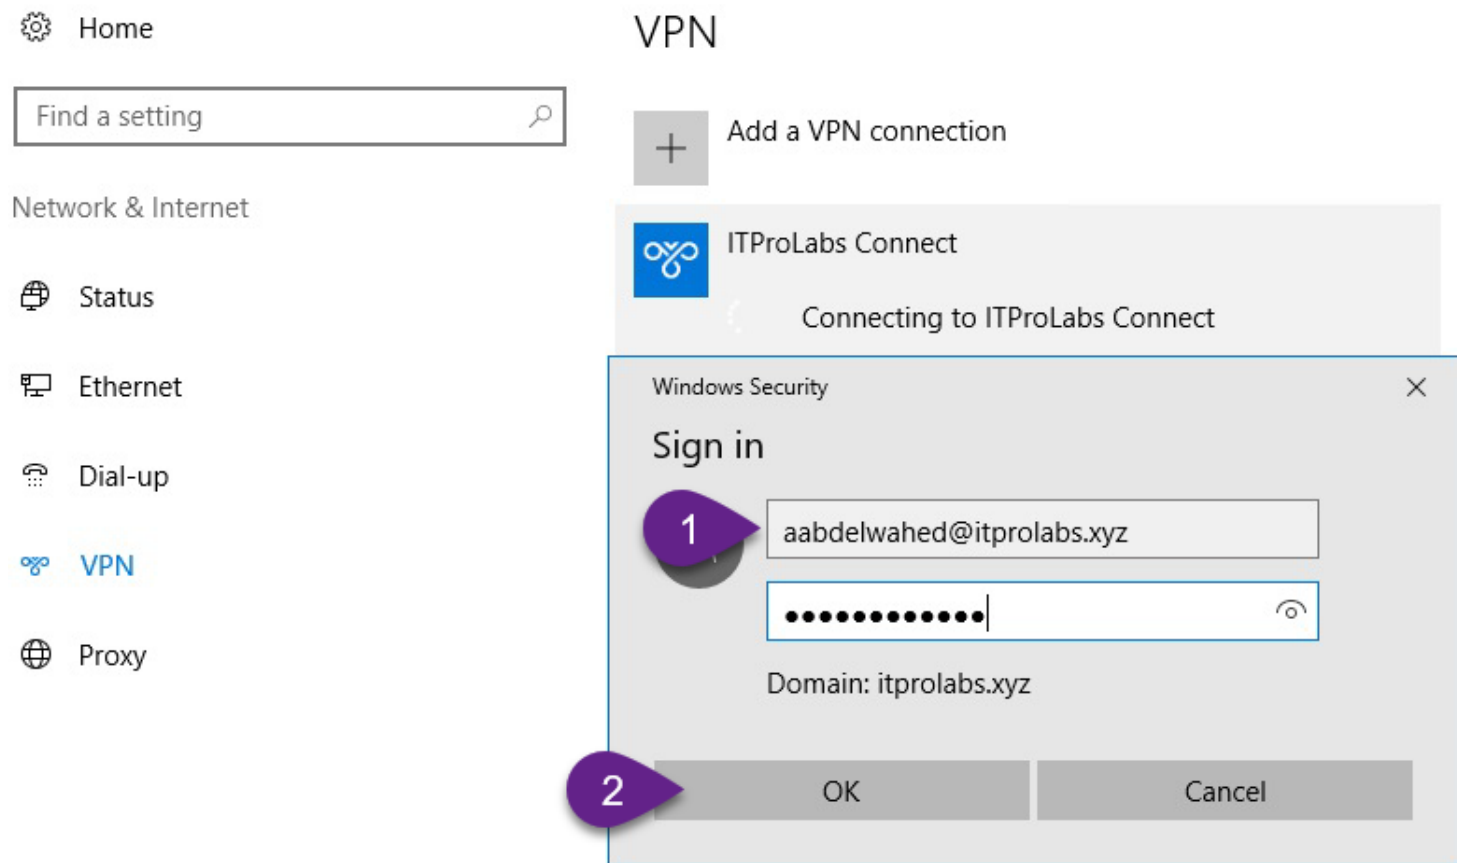 Home
Find a setting
Network & Internet
Status
Ethernet
Dial-up
VPN
Proxy
VPN
Add a VPN connection
ITProLabs Connect
Connecting to ITProLabs Connect
Windows Security
Sign in
1
aabdelwahed@itprolabs.xyz
••••••••••••
Domain: itprolabs.xyz
2
OK
Cancel